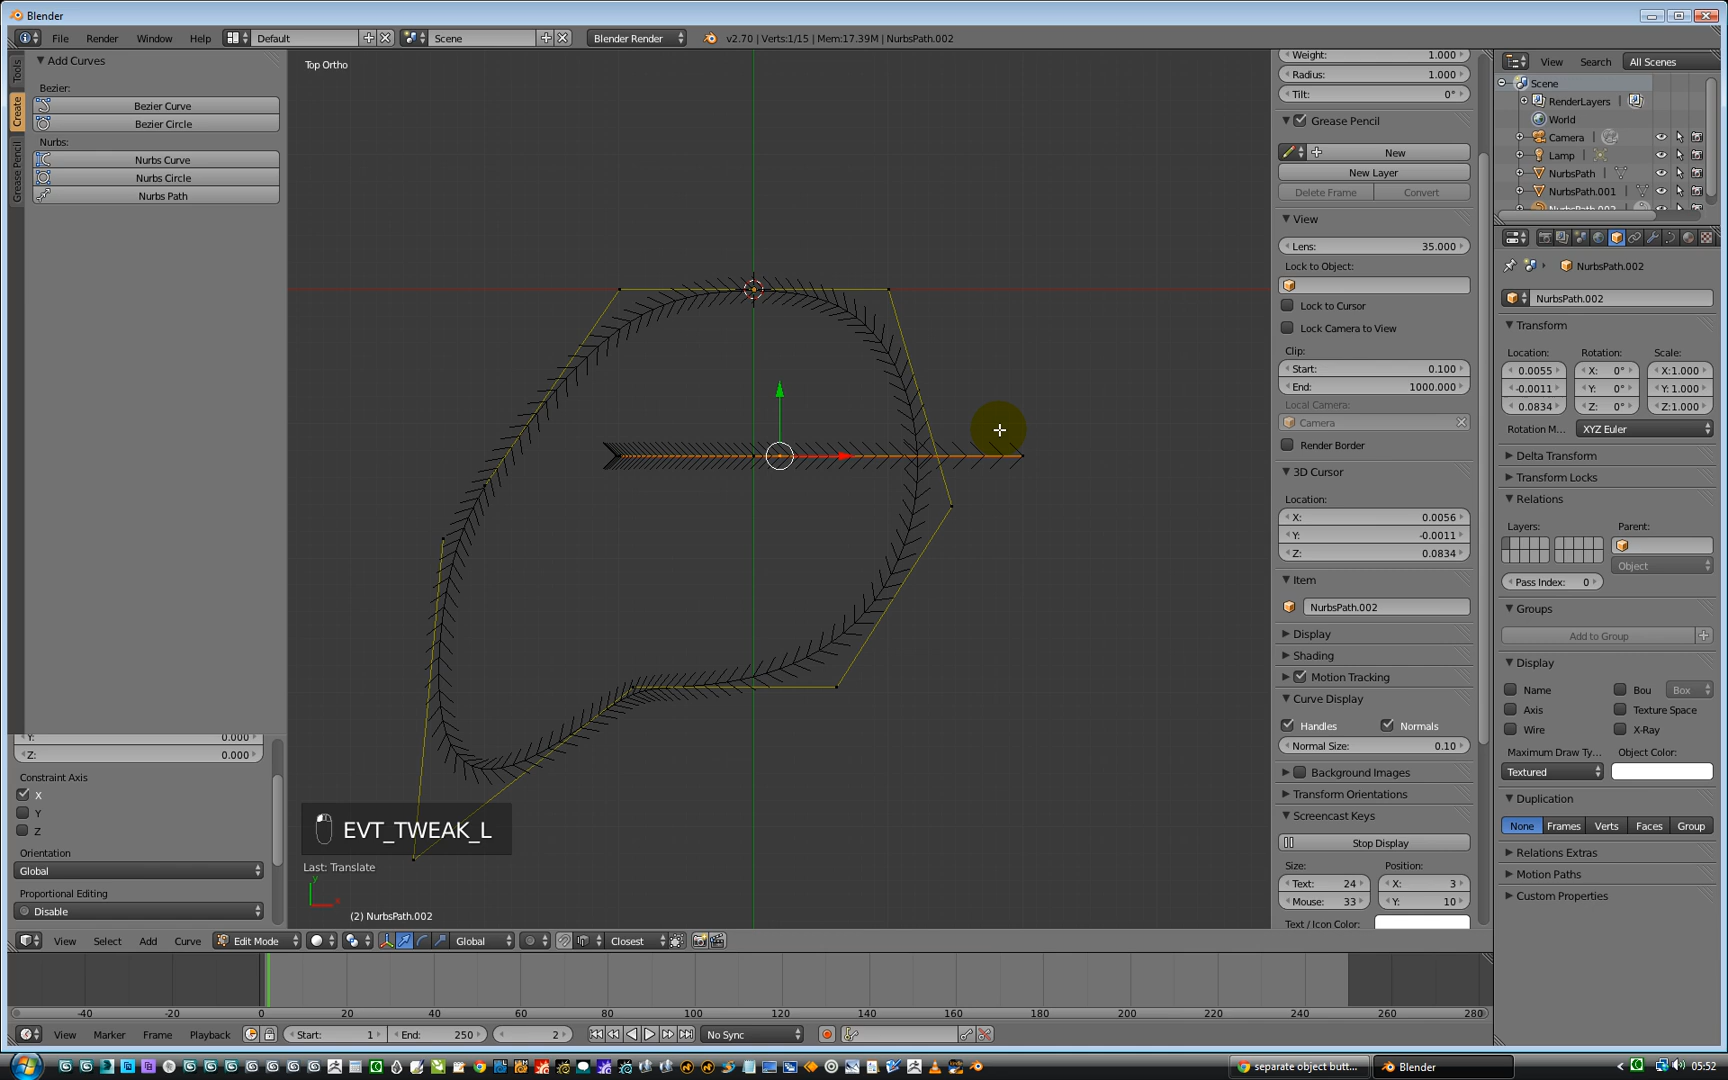 Blender
File Render Window Help Default Scene Blender Render v2.70 | Verts:1/15 | Mem:17.39M | NurbsPath.002
Tools
Create
Grease Pencil
Add Curves
Bezier:
Bezier Curve
Bezier Circle
Nurbs:
Nurbs Curve
Nurbs Circle
Nurbs Path
Y: 0.000
Z: 0.000
Constraint Axis
X
Y
Z
Orientation
Global
Proportional Editing
Disable
Top Ortho
EVT_TWEAK_L
Last: Translate
y
x
(2) NurbsPath.002
View Select Add Curve Edit Mode Global Closest
Weight: 1.000
Radius: 1.000
Tilt: 0°
Grease Pencil
New
New Layer
Delete Frame Convert
View
Lens: 35.000
Lock to Object:
Lock to Cursor
Lock Camera to View
Clip:
Start: 0.100
End: 1000.000
Local Camera:
Camera
Render Border
3D Cursor
Location:
X: 0.0056
Y: -0.0011
Z: 0.0834
Item
NurbsPath.002
Display
Shading
Motion Tracking
Curve Display
Handles Normals
Normal Size: 0.10
Background Images
Transform Orientations
Screencast Keys
Stop Display
Size: Position:
Text: 24 X: 3
Mouse: 33 Y: 10
Text / Icon Color:
View Search All Scenes
Scene
RenderLayers
World
Camera
Lamp
NurbsPath
NurbsPath.001
NurbsPath.002
NurbsPath.002
Transform
Location: Rotation: Scale:
0.0055 X: 0° X:1.000
-0.0011 Y: 0° Y: 1.000
0.0834 Z: 0° Z:1.000
Rotation M... XYZ Euler
Delta Transform
Transform Locks
Relations
Layers: Parent:
Object
Pass Index: 0
Groups
Add to Group
Display
Name Bou Box
Axis Texture Space
Wire X-Ray
Maximum Draw Ty... Object Color:
Textured
Duplication
None Frames Verts Faces Group
Relations Extras
Motion Paths
Custom Properties
-40 -20 0 20 40 60 80 100 120 140 160 180 200 220 240 260 280
View Marker Frame Playback Start: 1 End: 250 2 No Sync
separate object butt... Blender 05:52